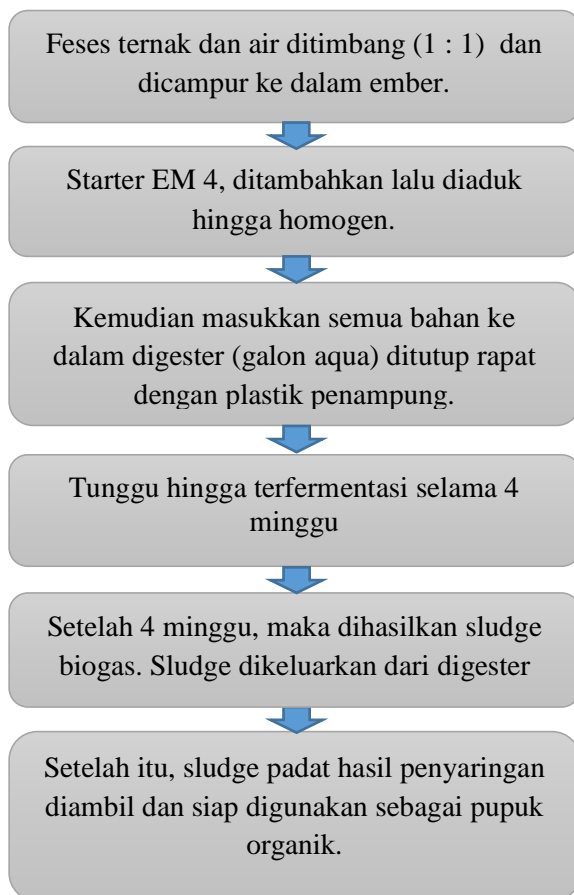 Feses ternak dan air ditimbang (1 : 1)  dan
dicampur ke dalam ember.
Starter EM 4, ditambahkan lalu diaduk
hingga homogen.
Kemudian masukkan semua bahan ke
dalam digester (galon aqua) ditutup rapat
dengan plastik penampung.
Tunggu hingga terfermentasi selama 4
minggu
Setelah 4 minggu, maka dihasilkan sludge
biogas. Sludge dikeluarkan dari digester
Setelah itu, sludge padat hasil penyaringan
diambil dan siap digunakan sebagai pupuk
organik.